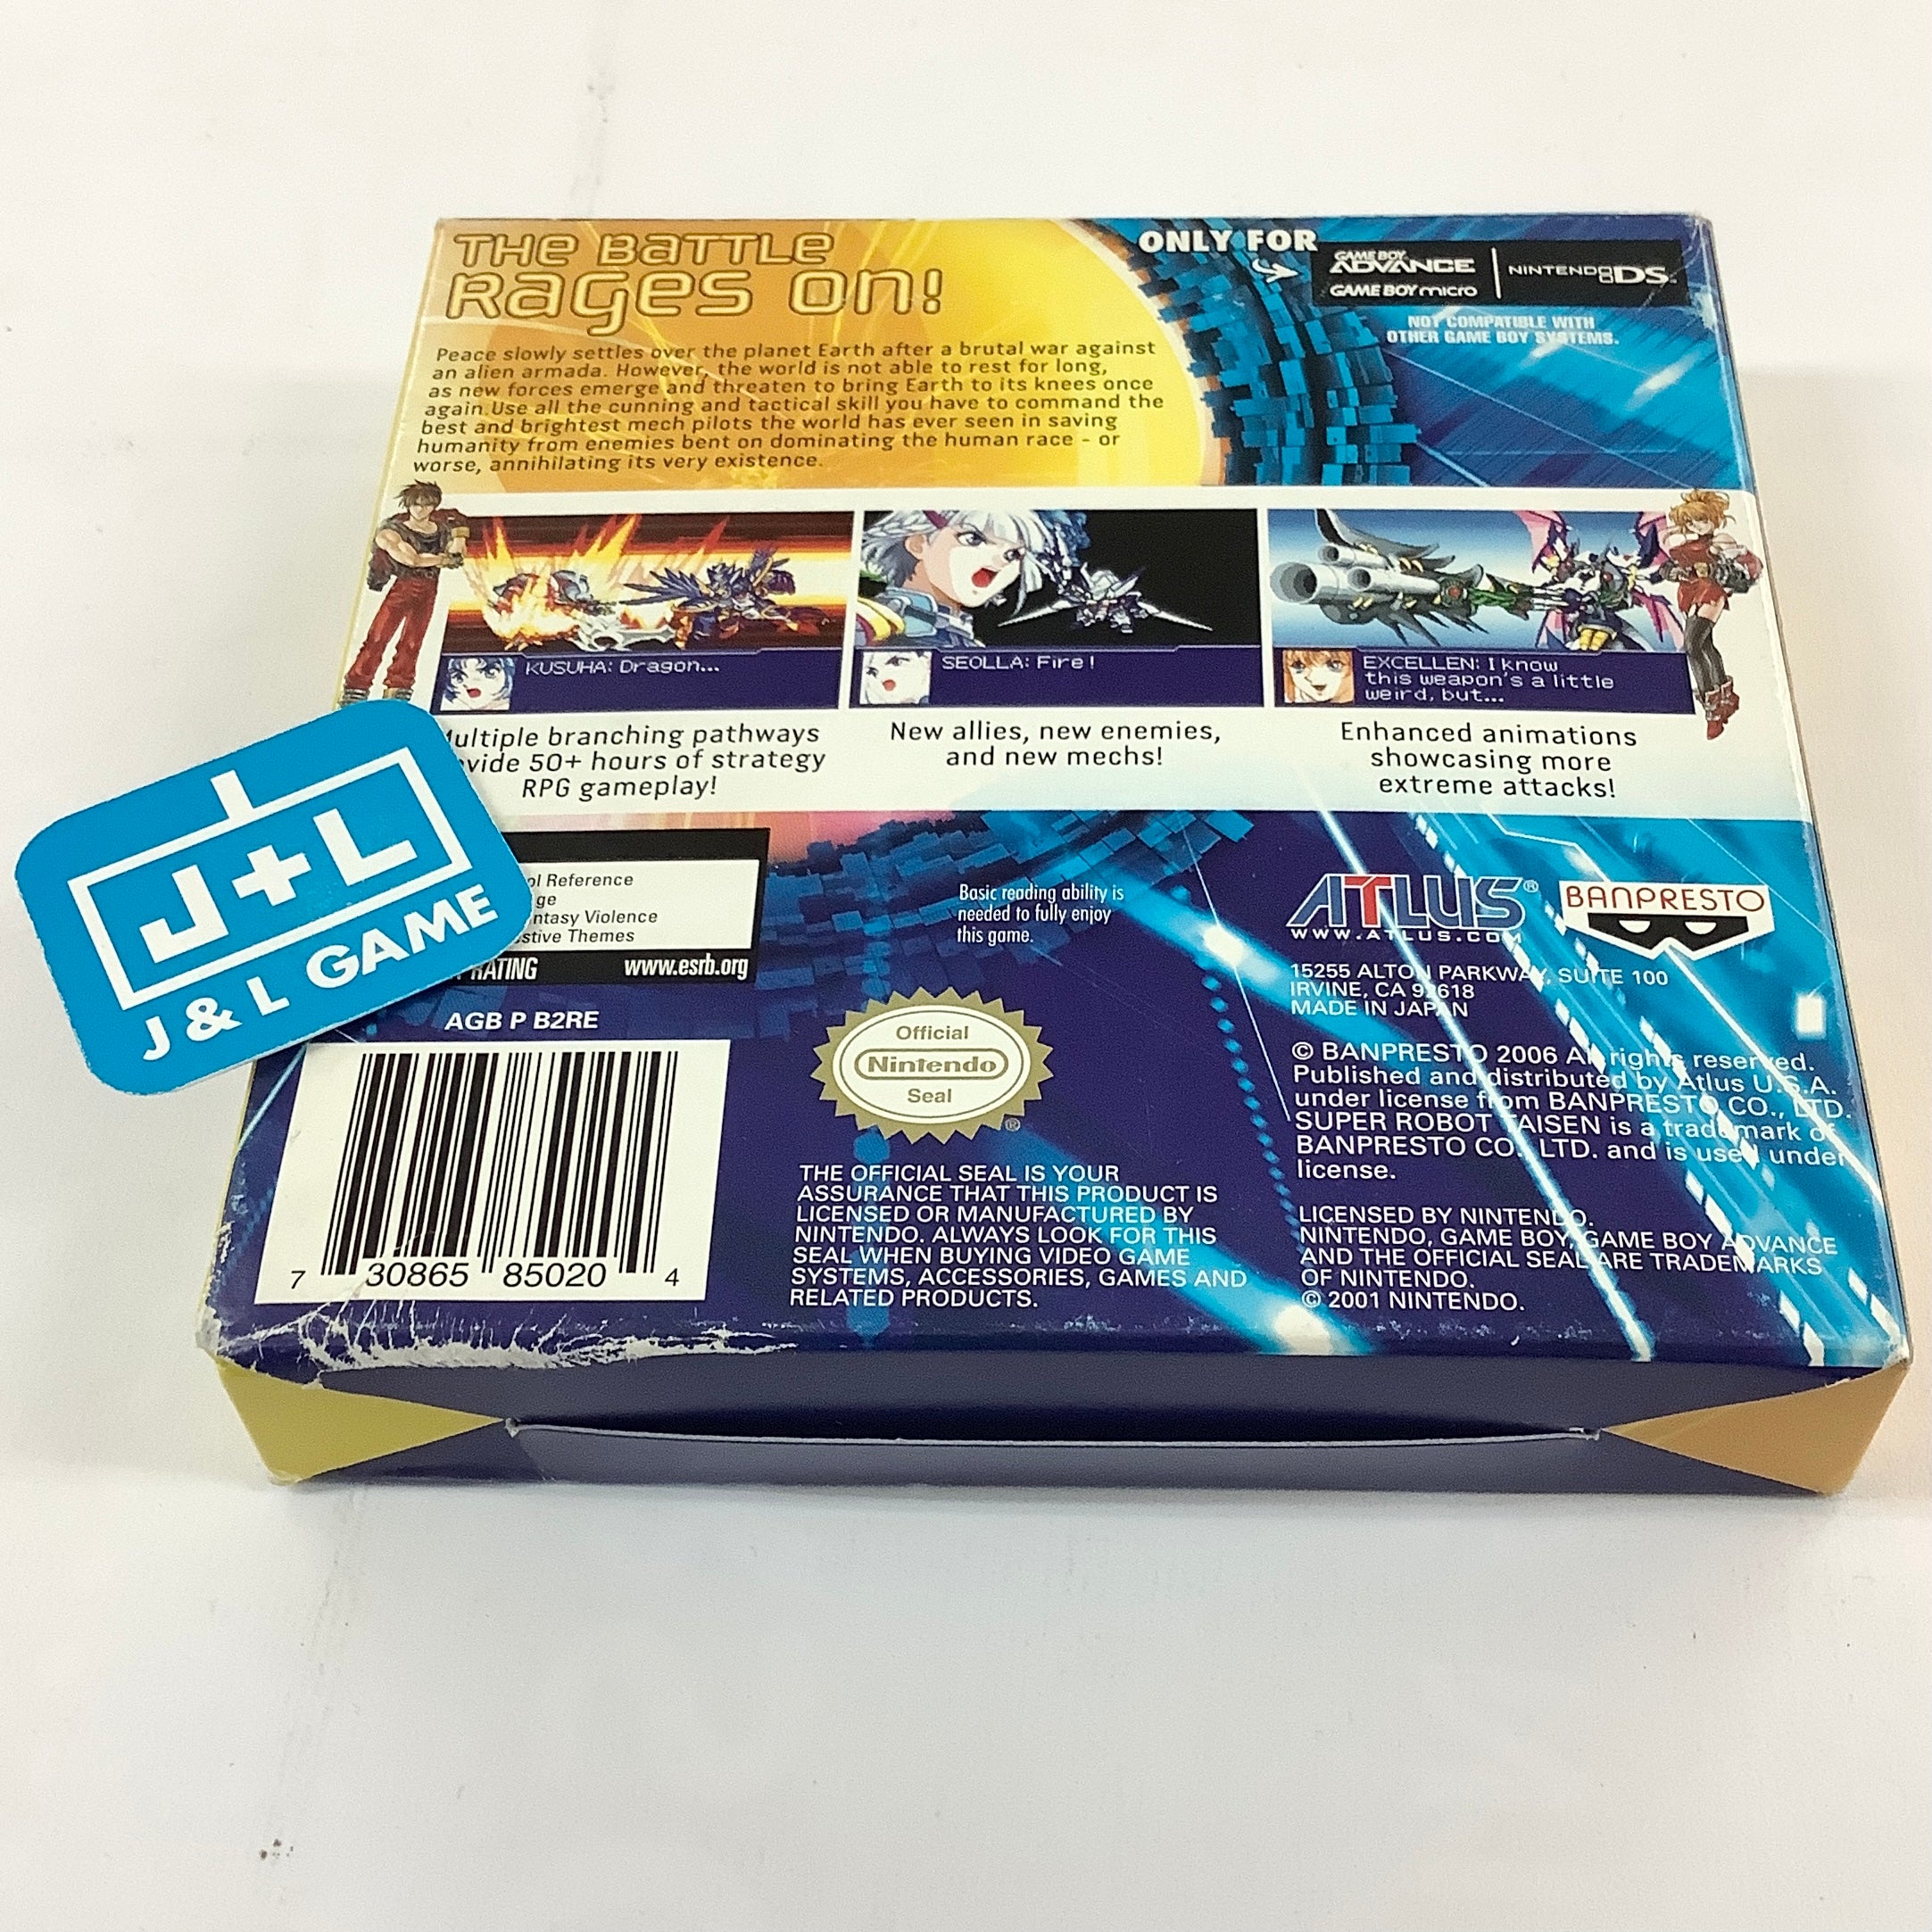 THE BATTLE
RAGES ON!
ONLY FOR
GAME BOY
ADVANCE
GAME BOY micro
NINTENDO DS
NOT COMPATIBLE WITH
OTHER GAME BOY SYSTEMS.
Peace slowly settles over the planet Earth after a brutal war against
an alien armada. However, the world is not able to rest for long,
as new forces emerge and threaten to bring Earth to its knees once
again.Use all the cunning and tactical skill you have to command the
best and brightest mech pilots the world has ever seen in saving
humanity from enemies bent on dominating the human race - or
worse, annihilating its very existence.
KUSUHA: Dragon...
SEOLLA: Fire!
EXCELLEN: I know
this weapon's a little
weird, but...
ultiple branching pathways
vide 50+ hours of strategy
RPG gameplay!
New allies, new enemies,
and new mechs!
Enhanced animations
showcasing more
extreme attacks!
J+L
J & L GAME
ol Reference
ge
ntasy Violence
stive Themes
RATING
www.esrb.org
Basic reading ability is
needed to fully enjoy
this game.
ATLUS®
WWW.ATLUS.COM
BANPRESTO
15255 ALTON PARKWAY, SUITE 100
IRVINE, CA 92618
MADE IN JAPAN
AGB P B2RE
7 30865 85020 4
Official
Nintendo
Seal
®
THE OFFICIAL SEAL IS YOUR
ASSURANCE THAT THIS PRODUCT IS
LICENSED OR MANUFACTURED BY
NINTENDO. ALWAYS LOOK FOR THIS
SEAL WHEN BUYING VIDEO GAME
SYSTEMS, ACCESSORIES, GAMES AND
RELATED PRODUCTS.
© BANPRESTO 2006 All rights reserved.
Published and distributed by Atlus U.S.A.
under license from BANPRESTO CO., LTD.
SUPER ROBOT TAISEN is a trademark of
BANPRESTO CO., LTD. and is used under
license.
LICENSED BY NINTENDO.
NINTENDO, GAME BOY, GAME BOY ADVANCE
AND THE OFFICIAL SEAL ARE TRADEMARKS
OF NINTENDO.
© 2001 NINTENDO.